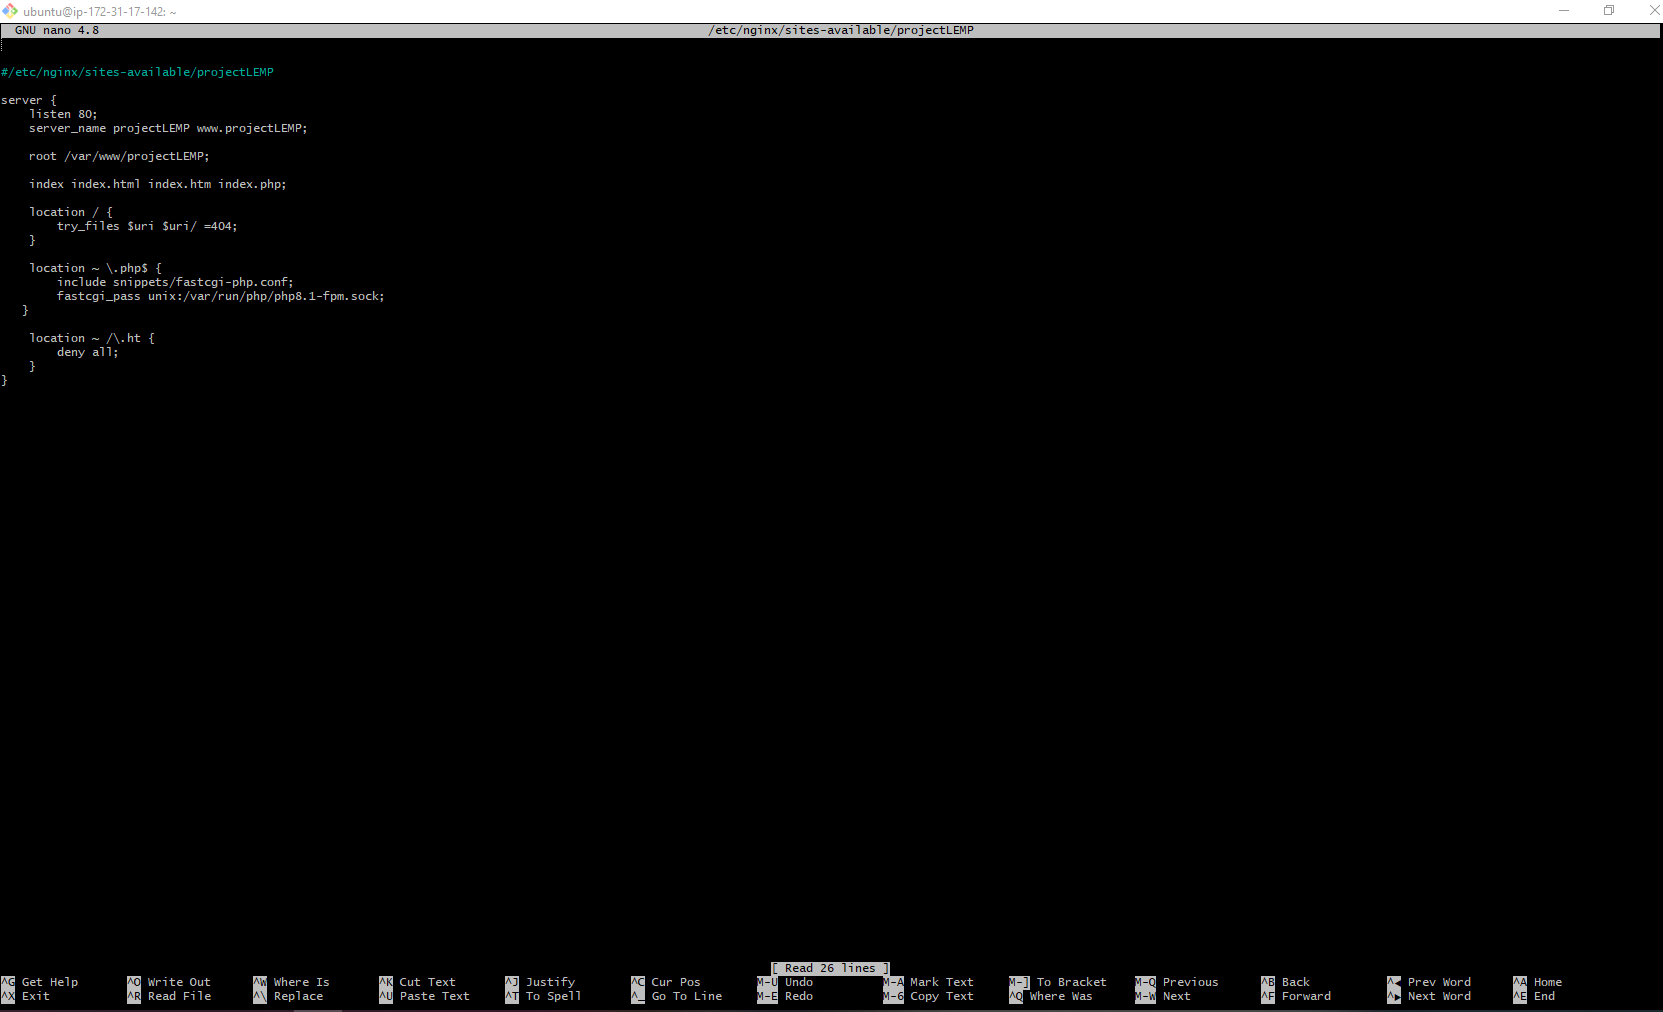 ubuntu@ip-172-31-17-142: ~
GNU nano 4.8 /etc/nginx/sites-available/projectLEMP
#/etc/nginx/sites-available/projectLEMP
server {
    listen 80;
    server_name projectLEMP www.projectLEMP;
    root /var/www/projectLEMP;
    index index.html index.htm index.php;
    location / {
        try_files $uri $uri/ =404;
    }
    location ~ \.php$ {
        include snippets/fastcgi-php.conf;
        fastcgi_pass unix:/var/run/php/php8.1-fpm.sock;
   }
    location ~ /\.ht {
        deny all;
    }
}
[ Read 26 lines ]
^G Get Help ^O Write Out ^W Where Is ^K Cut Text ^J Justify ^C Cur Pos M-U Undo M-A Mark Text M-] To Bracket M-Q Previous ^B Back ^◀ Prev Word ^A Home
^X Exit ^R Read File ^\ Replace ^U Paste Text ^T To Spell ^_ Go To Line M-E Redo M-6 Copy Text ^Q Where Was M-W Next ^F Forward ^▶ Next Word ^E End